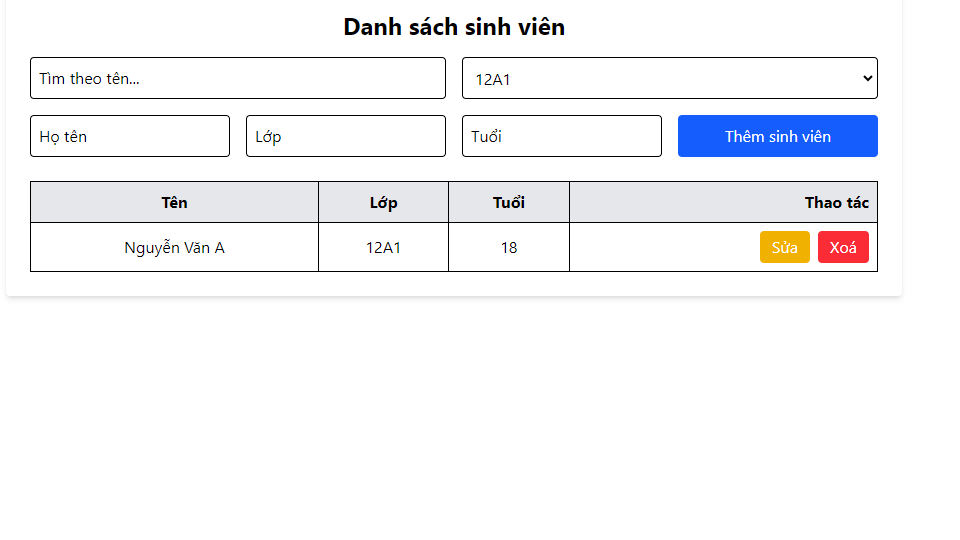 Danh sách sinh viên
Tìm theo tên...
12A1
Họ tên
Lớp
Tuổi
Thêm sinh viên
Tên
Lớp
Tuổi
Thao tác
Nguyễn Văn A
12A1
18
Sửa
Xoá